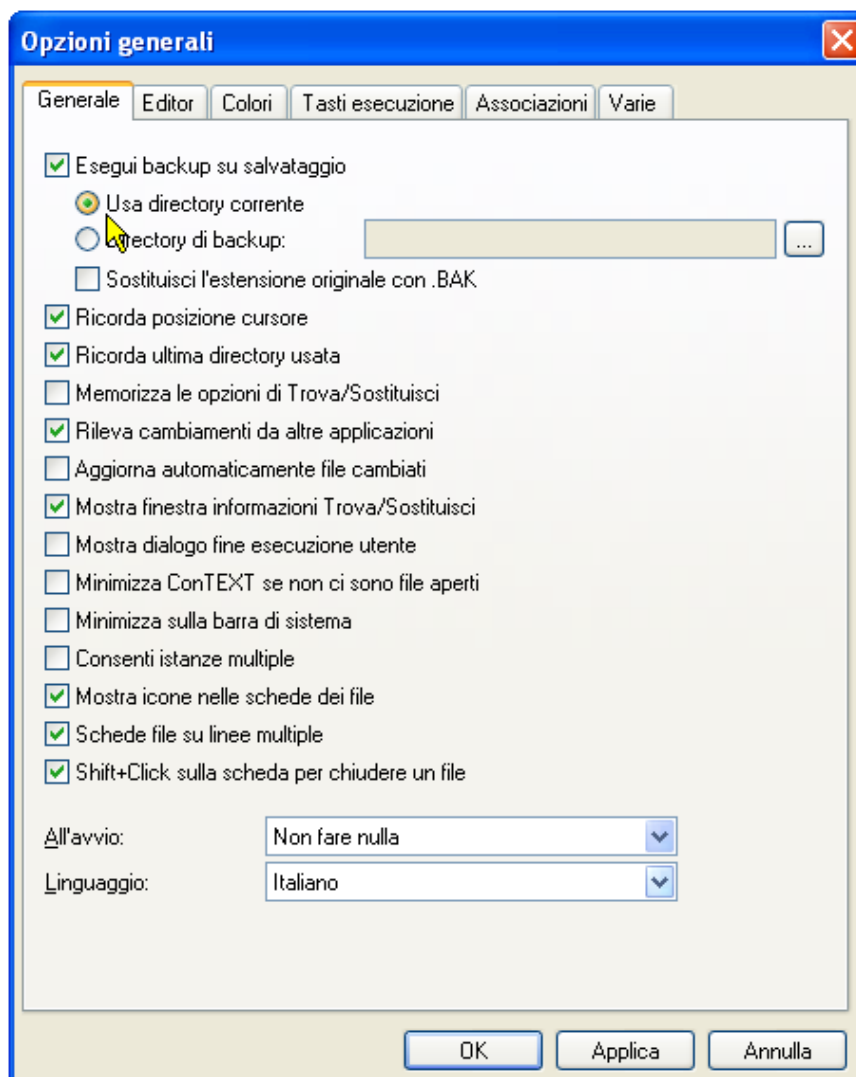 Opzioni generali
Generale Editor Colori Tasti esecuzione Associazioni Varie
Esegui backup su salvataggio
Usa directory corrente
Directory di backup: ...
Sostituisci l'estensione originale con .BAK
Ricorda posizione cursore
Ricorda ultima directory usata
Memorizza le opzioni di Trova/Sostituisci
Rileva cambiamenti da altre applicazioni
Aggiorna automaticamente file cambiati
Mostra finestra informazioni Trova/Sostituisci
Mostra dialogo fine esecuzione utente
Minimizza ConTEXT se non ci sono file aperti
Minimizza sulla barra di sistema
Consenti istanze multiple
Mostra icone nelle schede dei file
Schede file su linee multiple
Shift+Click sulla scheda per chiudere un file
All'avvio: Non fare nulla
Linguaggio: Italiano
OK Applica Annulla